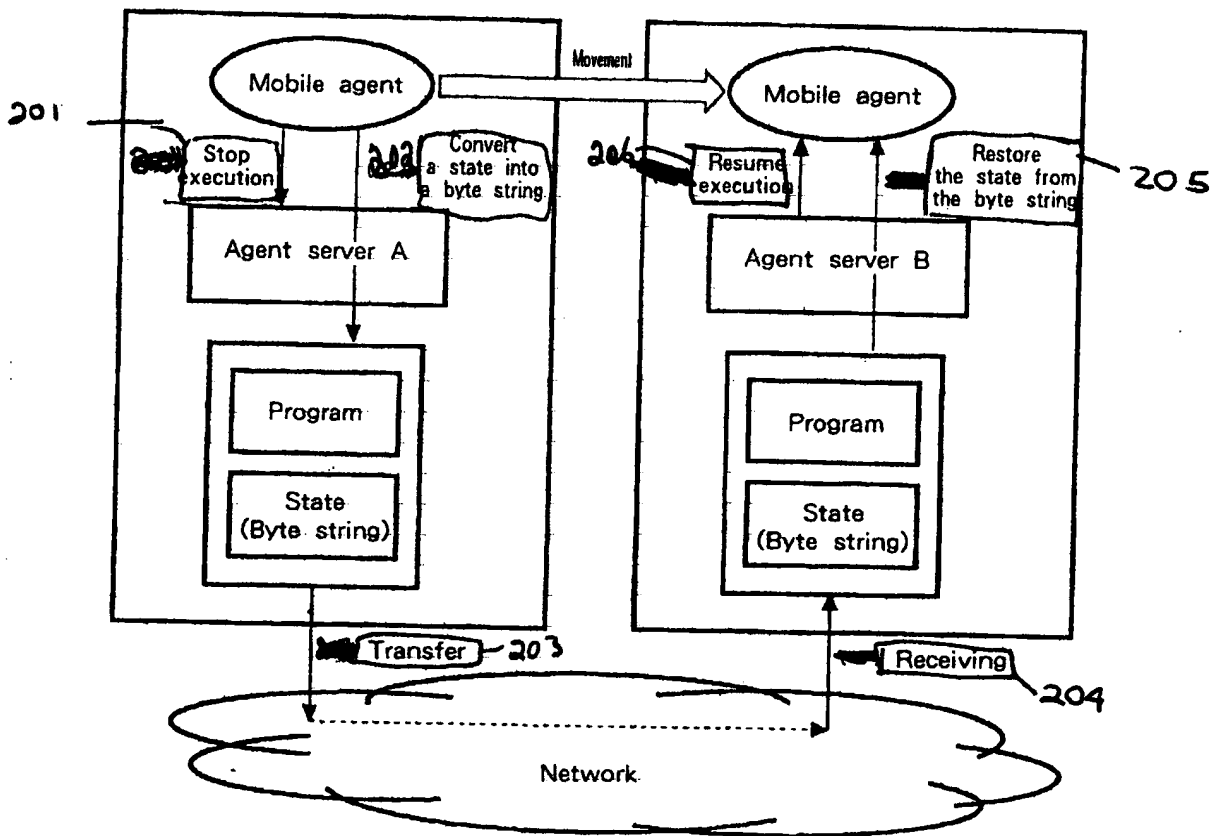 Movement
Mobile agent
Mobile agent
201
Stop
execution
202
Convert
a state into
a byte string
206
Resume
execution
Restore
the state from
the byte string
205
Agent server A
Agent server B
Program
Program
State
(Byte string)
State
(Byte string)
Transfer
203
Receiving
204
Network